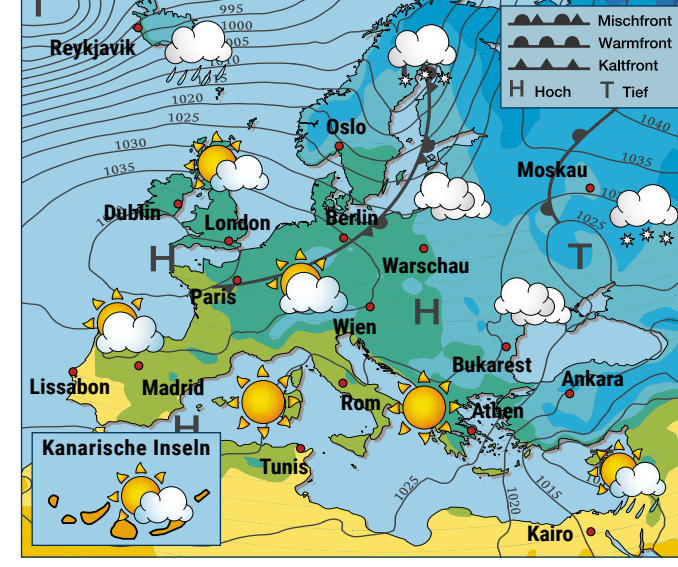 T
995
1000
1005
1010
1015
1020
1025
1030
1035
Reykjavik
Mischfront
Warmfront
Kaltfront
H Hoch T Tief
1040
1035
1025
Oslo
Moskau
Dublin
London
Berlin
Warschau
H
T
Paris
H
Wien
Bukarest
Ankara
Lissabon
Madrid
Rom
Athen
H
Kanarische Inseln
Tunis
1025
1020
1015
Kairo